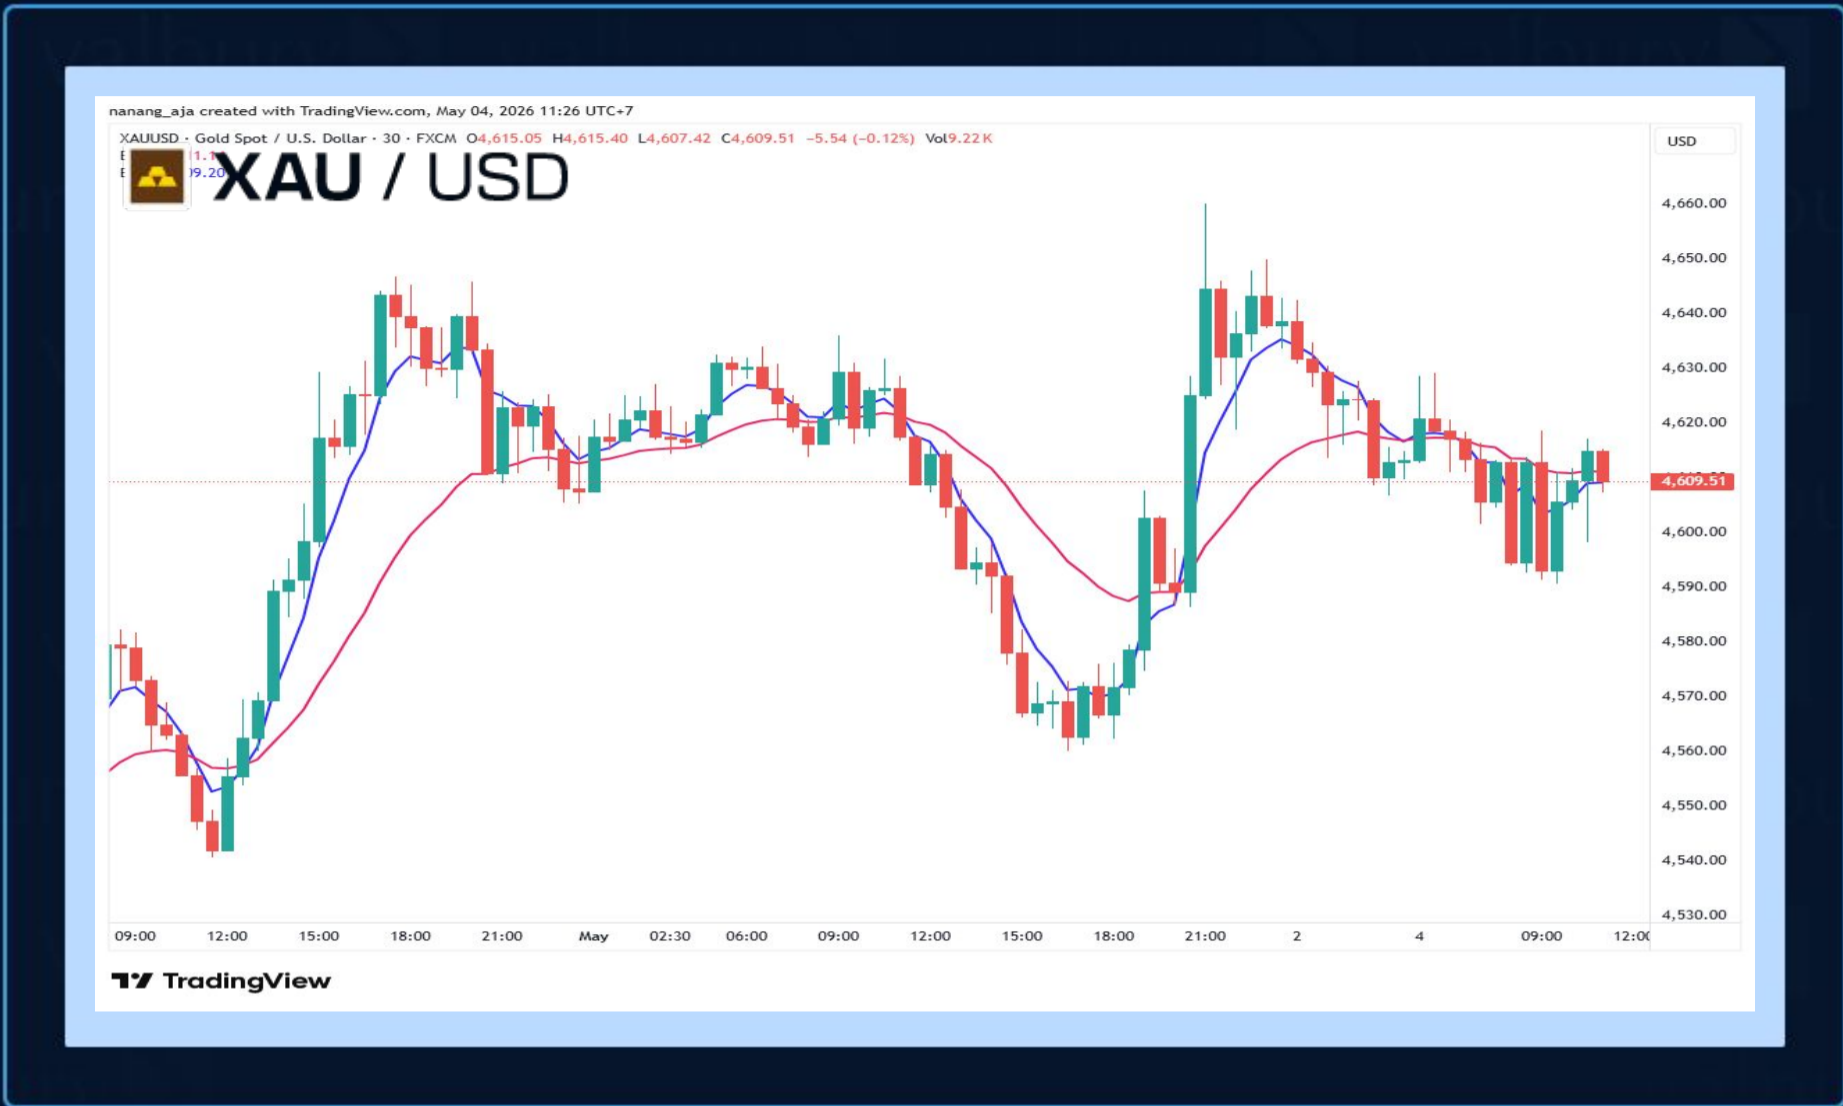 nanang_aja created with TradingView.com, May 04, 2026 11:26 UTC+7
XAUUSD · Gold Spot / U.S. Dollar · 30 · FXCM O4,615.05 H4,615.40 L4,607.42 C4,609.51 −5.54 (−0.12%) Vol9.22K
USD
XAU / USD
4,660.00
4,650.00
4,640.00
4,630.00
4,620.00
4,609.51
4,600.00
4,590.00
4,580.00
4,570.00
4,560.00
4,550.00
4,540.00
4,530.00
09:00 12:00 15:00 18:00 21:00 May 02:30 06:00 09:00 12:00 15:00 18:00 21:00 2 4 09:00 12:00
TradingView